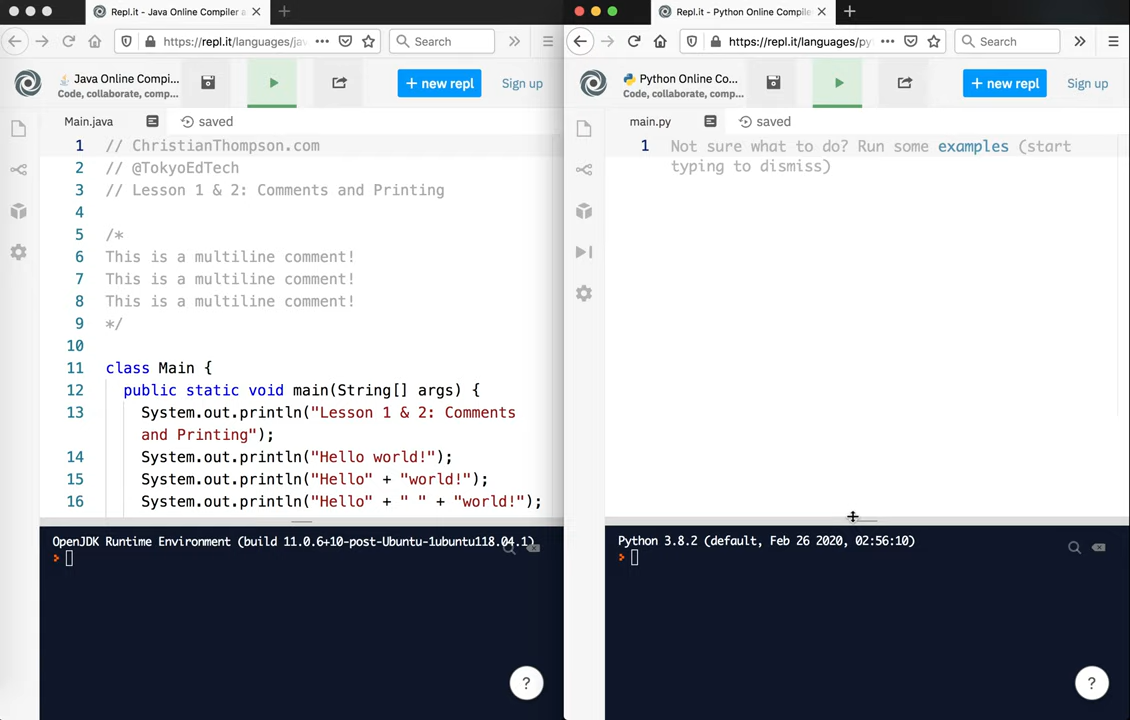 Repl.it - Java Online Compiler a
https://repl.it/languages/jav
Search
Java Online Compi...
Code, collaborate, comp...
+ new repl
Sign up
Main.java
saved
1 // ChristianThompson.com
2 // @TokyoEdTech
3 // Lesson 1 & 2: Comments and Printing
4
5 /*
6 This is a multiline comment!
7 This is a multiline comment!
8 This is a multiline comment!
9 */
10
11 class Main {
12 public static void main(String[] args) {
13 System.out.println("Lesson 1 & 2: Comments
and Printing");
14 System.out.println("Hello world!");
15 System.out.println("Hello" + "world!");
16 System.out.println("Hello" + " " + "world!");
OpenJDK Runtime Environment (build 11.0.6+10-post-Ubuntu-1ubuntu118.04.1)
?
Repl.it - Python Online Compile
https://repl.it/languages/py
Search
Python Online Co...
Code, collaborate, comp...
+ new repl
Sign up
main.py
saved
1 Not sure what to do? Run some examples (start
typing to dismiss)
Python 3.8.2 (default, Feb 26 2020, 02:56:10)
?